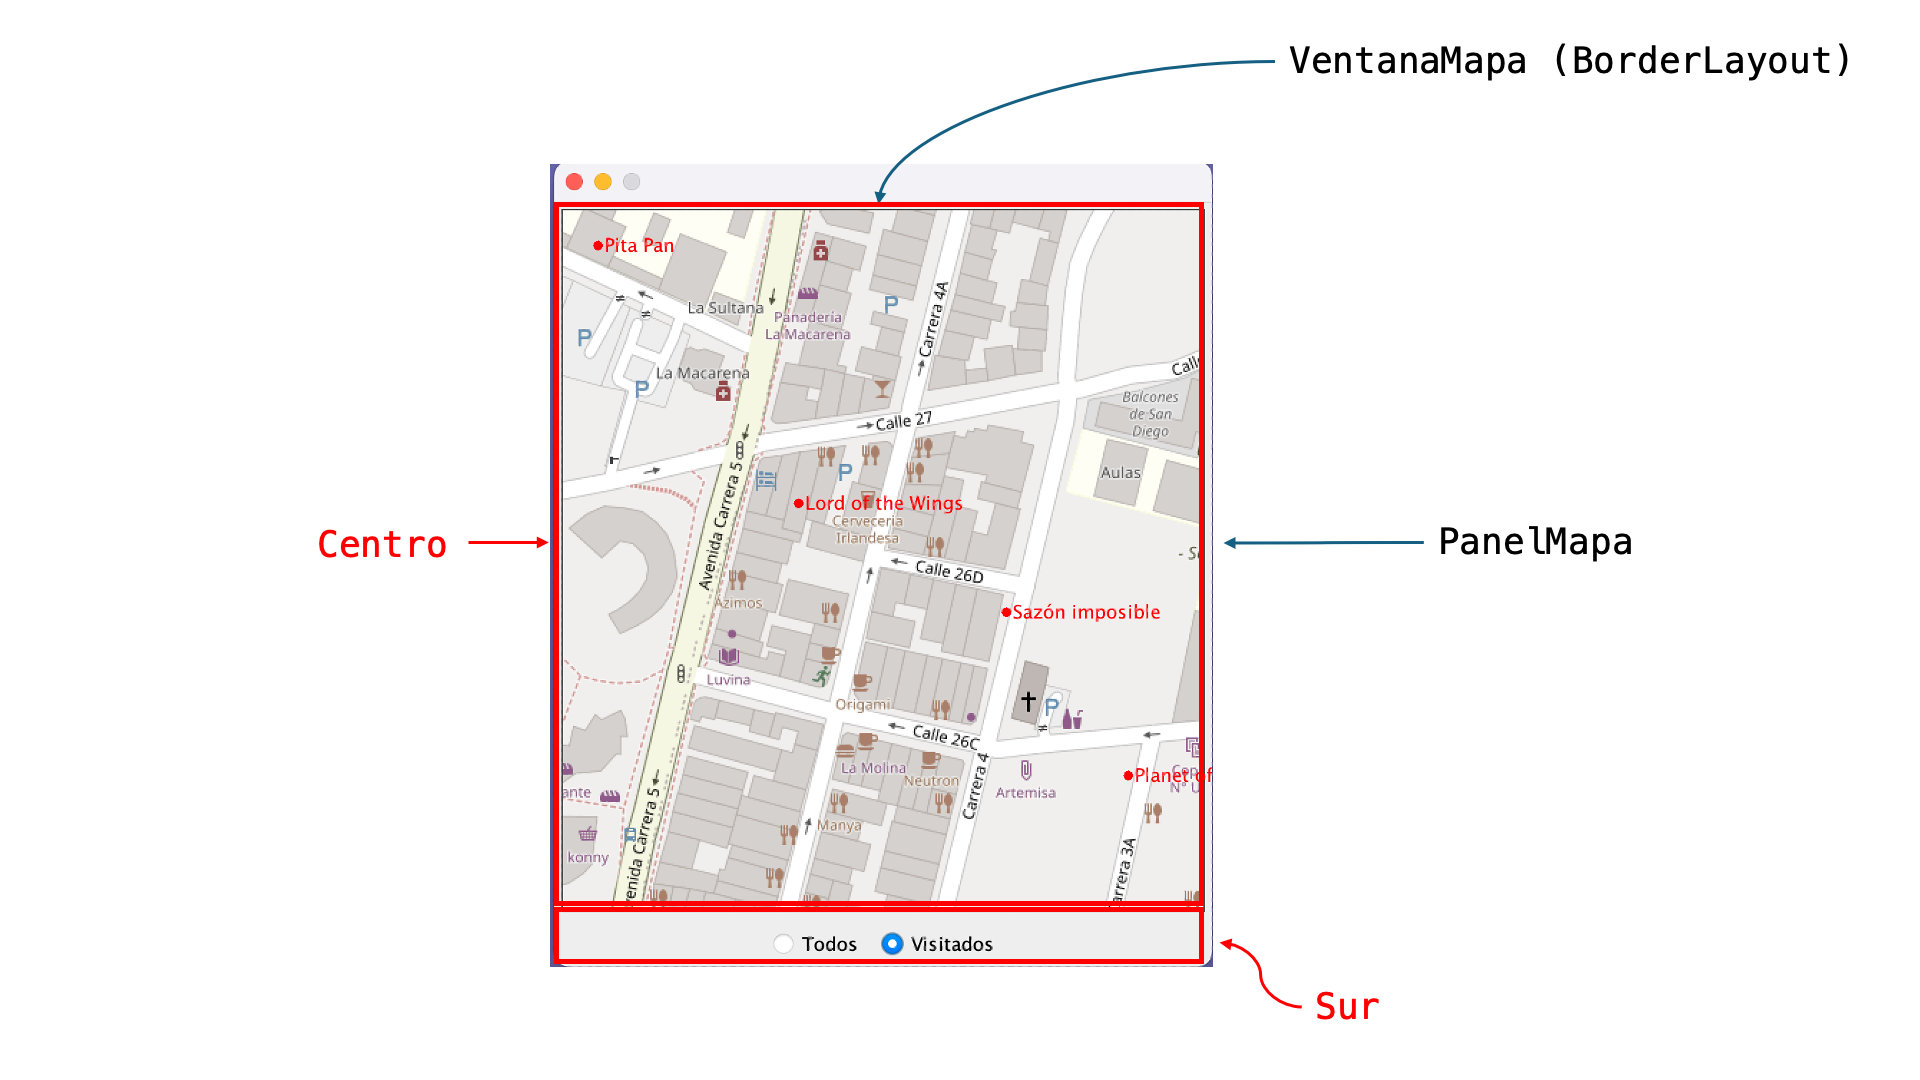 VentanaMapa (BorderLayout)
Pita Pan
Carrera 4A
La Sultana
Panadería
La Macarena
P
P
Calle
La Macarena
P
Balcones
de San
Diego
Calle 27
P
Aulas
Avenida Carrera 5
Lord of the Wings
Cervecería
Irlandesa
Centro
PanelMapa
Calle 26D
Azimos
Sazón imposible
Luvina
Origami
P
Calle 26C
La Molina
Neutron
Carrera 4
Artemisa
Planet of
N° U
ante
Manya
Avenida Carrera 5
konny
Carrera 3A
Todos
Visitados
Sur